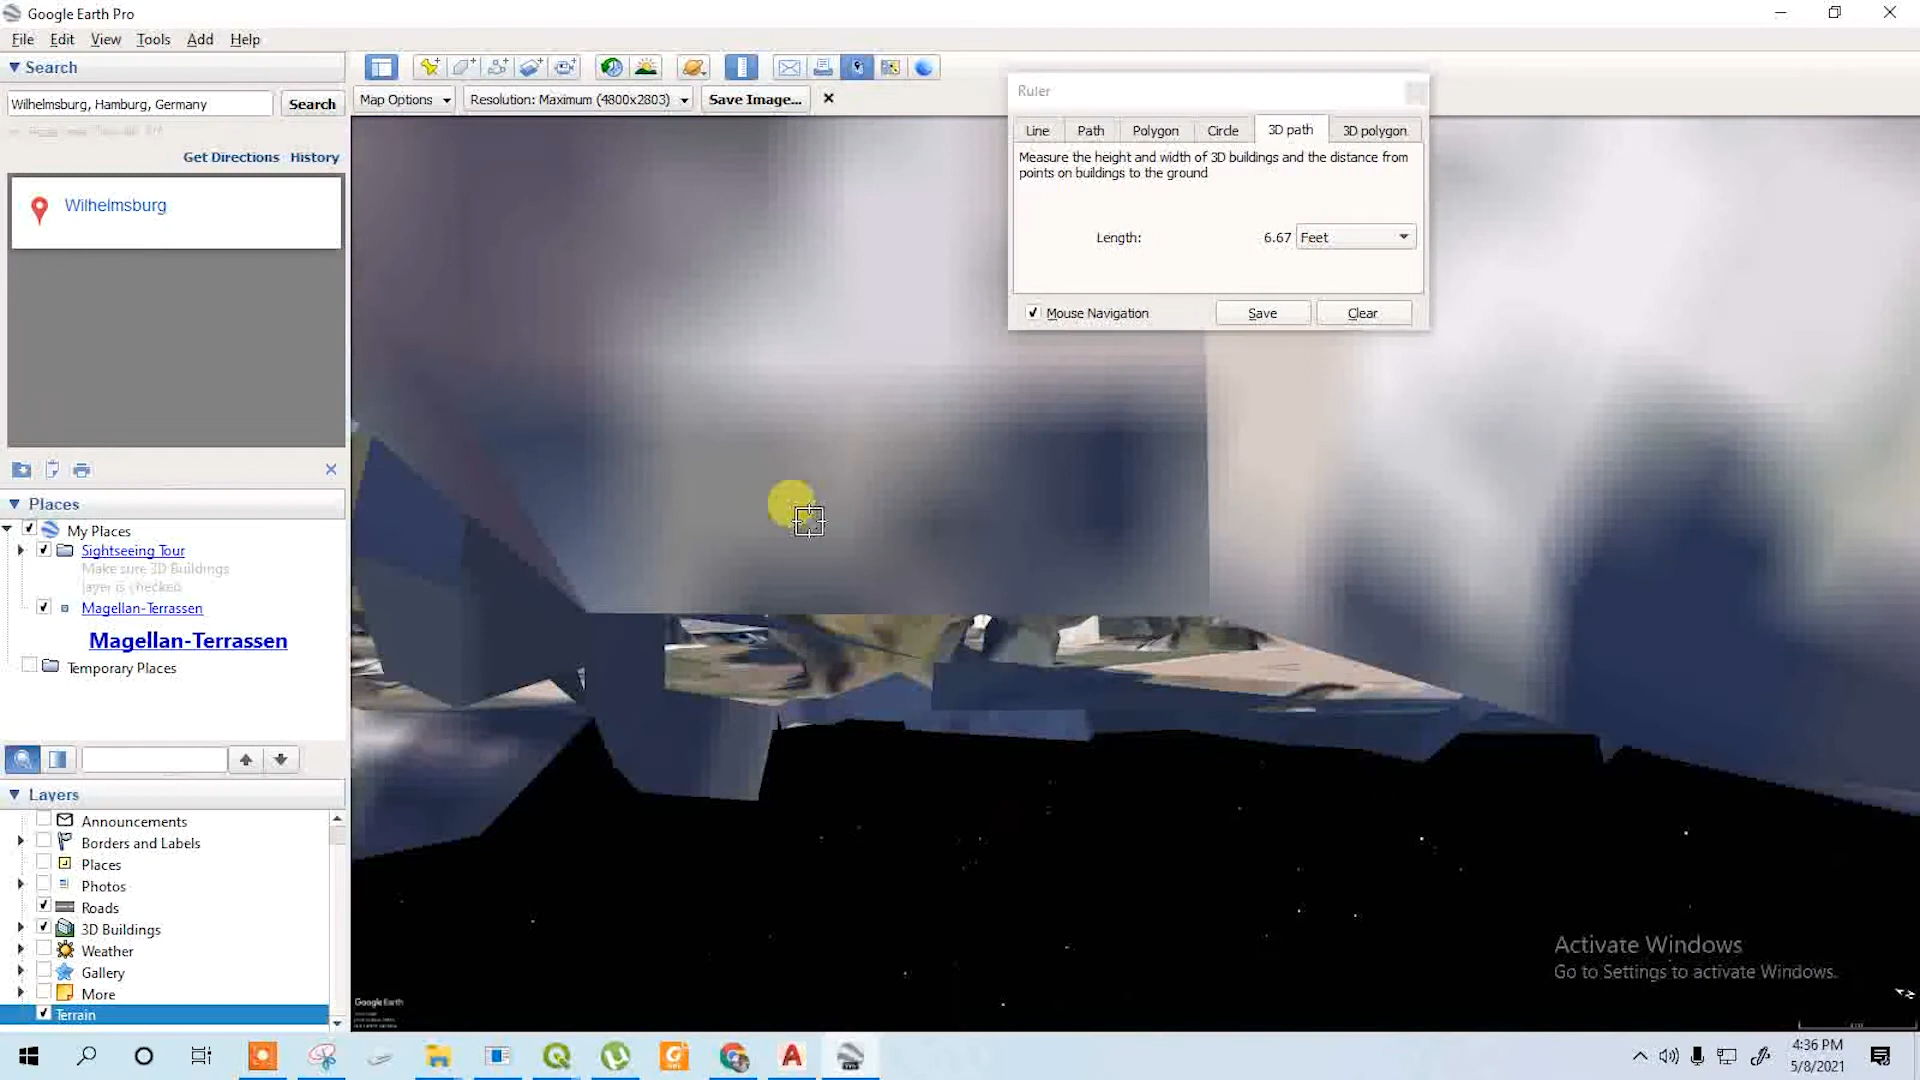 Google Earth Pro
File Edit View Tools Add Help
Search
Wilhelmsburg, Hamburg, Germany
Search
Get Directions History
Wilhelmsburg
Places
My Places
Sightseeing Tour
Make sure 3D Buildings
layer is checked
Magellan-Terrassen
Magellan-Terrassen
Temporary Places
Layers
Announcements
Borders and Labels
Places
Photos
Roads
3D Buildings
Weather
Gallery
More
Terrain
Map Options
Resolution: Maximum (4800x2803)
Save Image...
Ruler
Line Path Polygon Circle 3D path 3D polygon
Measure the height and width of 3D buildings and the distance from
points on buildings to the ground
Length: 6.67 Feet
Mouse Navigation
Save
Clear
Activate Windows
Go to Settings to activate Windows.
Google Earth
4:36 PM
5/8/2021